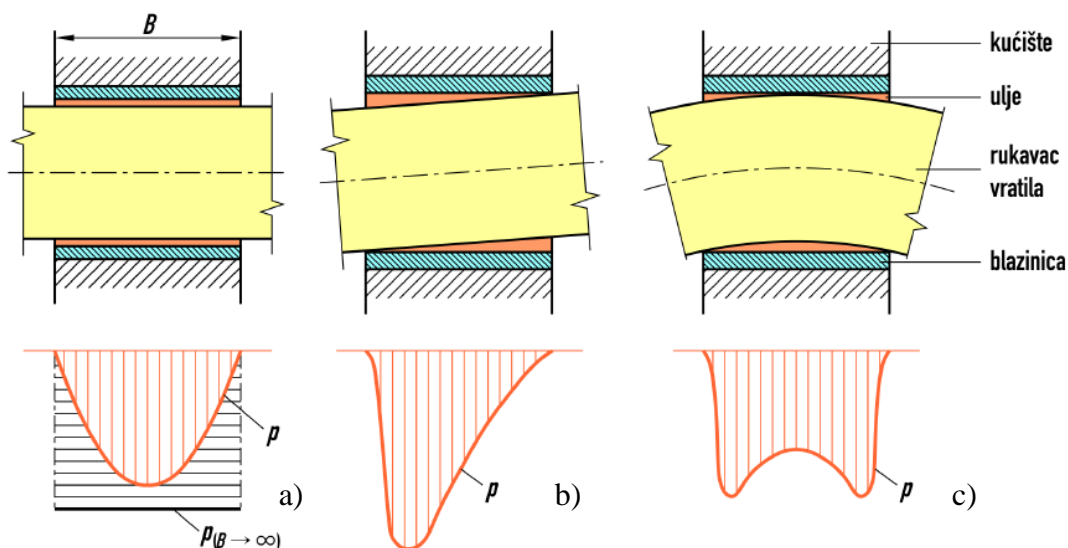 B
kućište
ulje
rukavac
vratila
blazinica
p
a)
p(B → ∞)
p
b)
p
c)